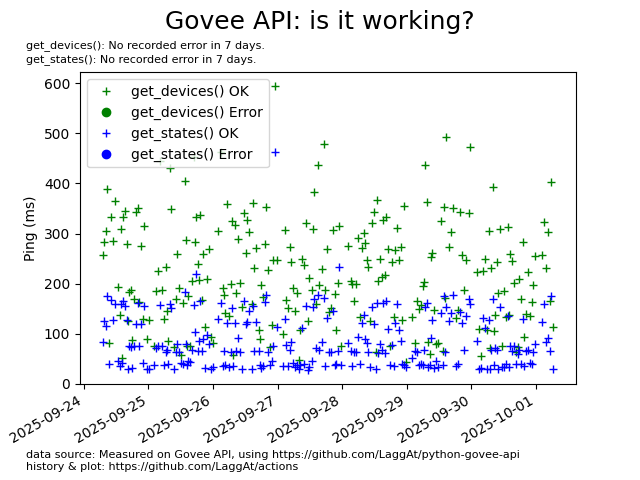 Govee API: is it working?
get_devices(): No recorded error in 7 days.
get_states(): No recorded error in 7 days.
get_devices() OK
get_devices() Error
get_states() OK
get_states() Error
Ping (ms)
600
500
400
300
200
100
0
2025-09-24
2025-09-25
2025-09-26
2025-09-27
2025-09-28
2025-09-29
2025-09-30
2025-10-01
data source: Measured on Govee API, using https://github.com/LaggAt/python-govee-api
history & plot: https://github.com/LaggAt/actions